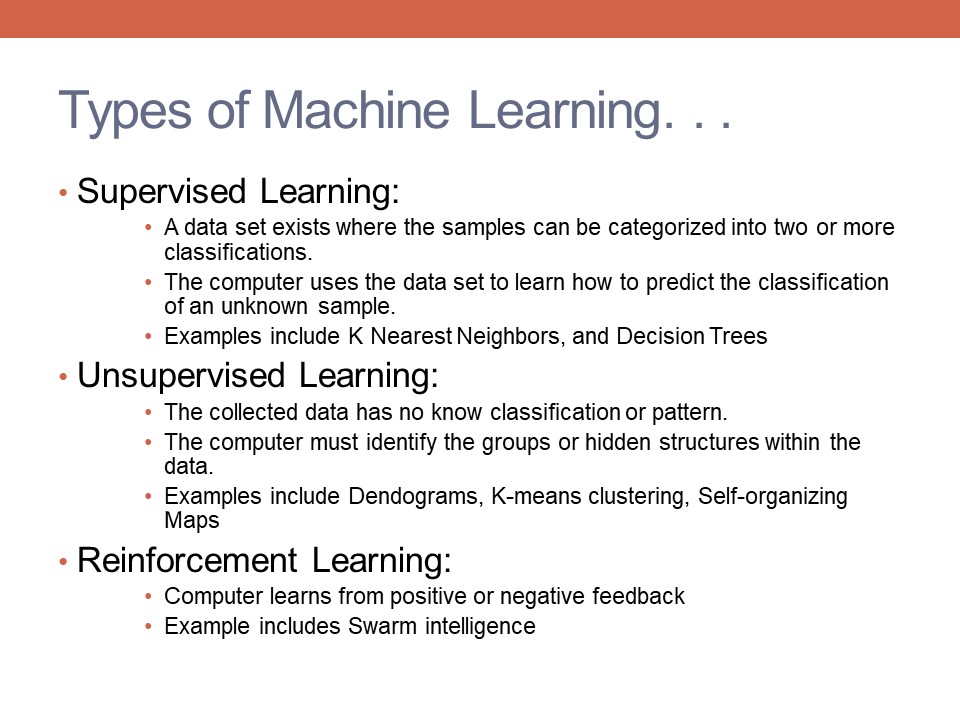 Types of Machine Learning. . .
• Supervised Learning:
• A data set exists where the samples can be categorized into two or more
classifications.
• The computer uses the data set to learn how to predict the classification
of an unknown sample.
• Examples include K Nearest Neighbors, and Decision Trees
• Unsupervised Learning:
• The collected data has no know classification or pattern.
• The computer must identify the groups or hidden structures within the
data.
• Examples include Dendograms, K-means clustering, Self-organizing
Maps
• Reinforcement Learning:
• Computer learns from positive or negative feedback
• Example includes Swarm intelligence